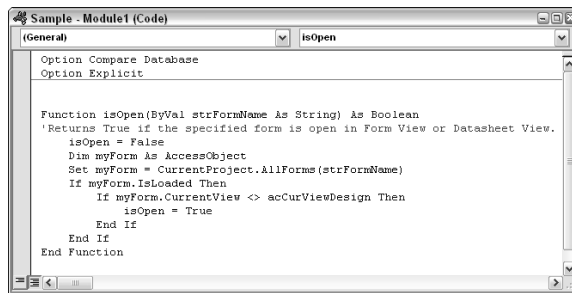 Sample - Module1 (Code)
(General) isOpen
Option Compare Database
Option Explicit
Function isOpen(ByVal strFormName As String) As Boolean
'Returns True if the specified form is open in Form View or Datasheet View.
isOpen = False
Dim myForm As AccessObject
Set myForm = CurrentProject.AllForms(strFormName)
If myForm.IsLoaded Then
If myForm.CurrentView <> acCurViewDesign Then
isOpen = True
End If
End If
End Function